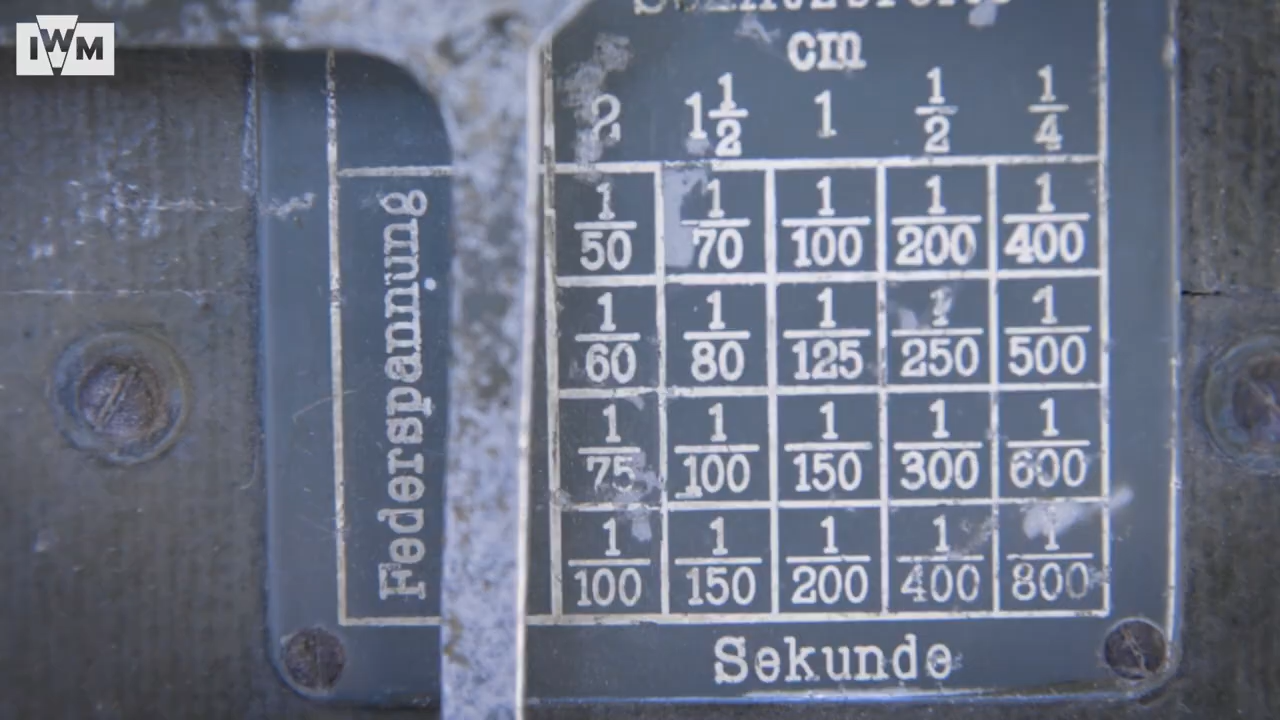 IWM
Schlitzbreite
cm
2 1 1/2 1 1/2 1/4
Federspannung
1/50 1/70 1/100 1/200 1/400
1/60 1/80 1/125 1/250 1/500
1/75 1/100 1/150 1/300 1/600
1/100 1/150 1/200 1/400 1/800
Sekunde